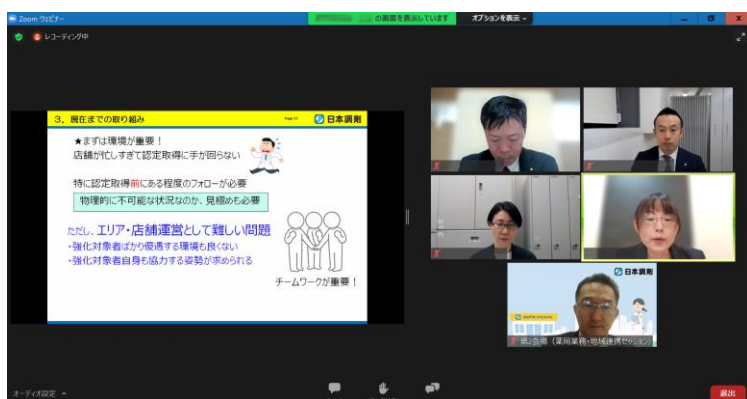 Zoom ウェビナー
の画面を表示しています
オプションを表示
レコーディング中
3．現在までの取り組み
日本調剤
★まずは環境が重要！
店舗が忙しすぎて認定取得に手が回らない
特に認定取得前にある程度のフォローが必要
物理的に不可能な状況なのか、見極めも必要
ただし、エリア・店舗運営として難しい問題
・強化対象者ばかり優遇する環境も良くない
・強化対象者自身も協力する姿勢が求められる
チームワークが重要！
日本調剤
第2会場（薬局業務・地域連携セッション）
オーディオ設定
退出